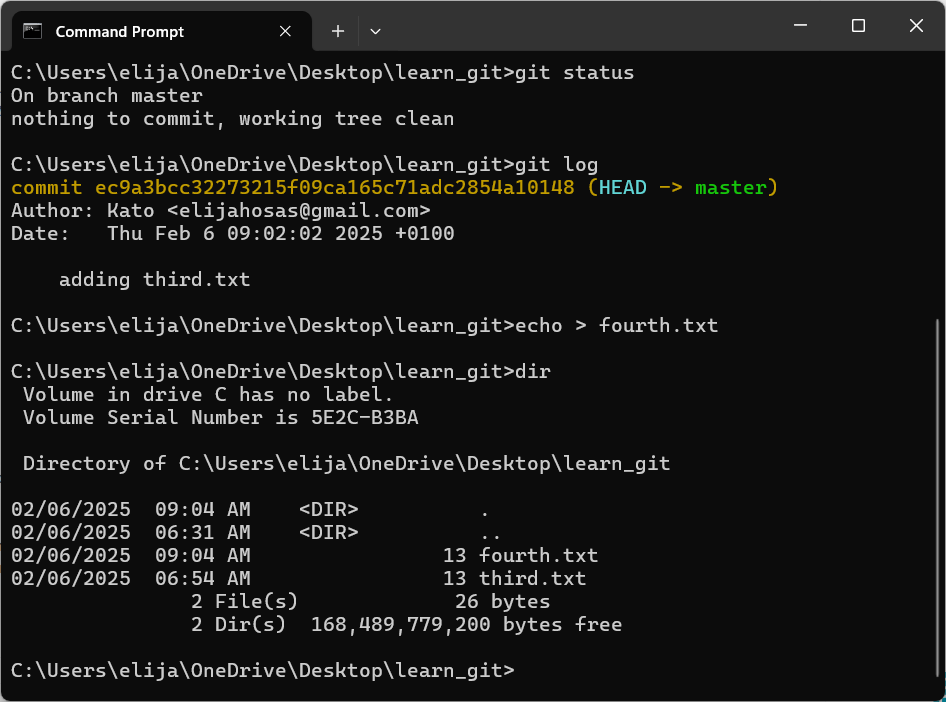 Command Prompt
C:\Users\elija\OneDrive\Desktop\learn_git>git status
On branch master
nothing to commit, working tree clean
C:\Users\elija\OneDrive\Desktop\learn_git>git log
commit ec9a3bcc32273215f09ca165c71adc2854a10148 (HEAD -> master)
Author: Kato <elijahosas@gmail.com>
Date:   Thu Feb 6 09:02:02 2025 +0100
    adding third.txt
C:\Users\elija\OneDrive\Desktop\learn_git>echo > fourth.txt
C:\Users\elija\OneDrive\Desktop\learn_git>dir
 Volume in drive C has no label.
 Volume Serial Number is 5E2C-B3BA
 Directory of C:\Users\elija\OneDrive\Desktop\learn_git
02/06/2025  09:04 AM    <DIR>          .
02/06/2025  06:31 AM    <DIR>          ..
02/06/2025  09:04 AM                13 fourth.txt
02/06/2025  06:54 AM                13 third.txt
               2 File(s)             26 bytes
               2 Dir(s)  168,489,779,200 bytes free
C:\Users\elija\OneDrive\Desktop\learn_git>